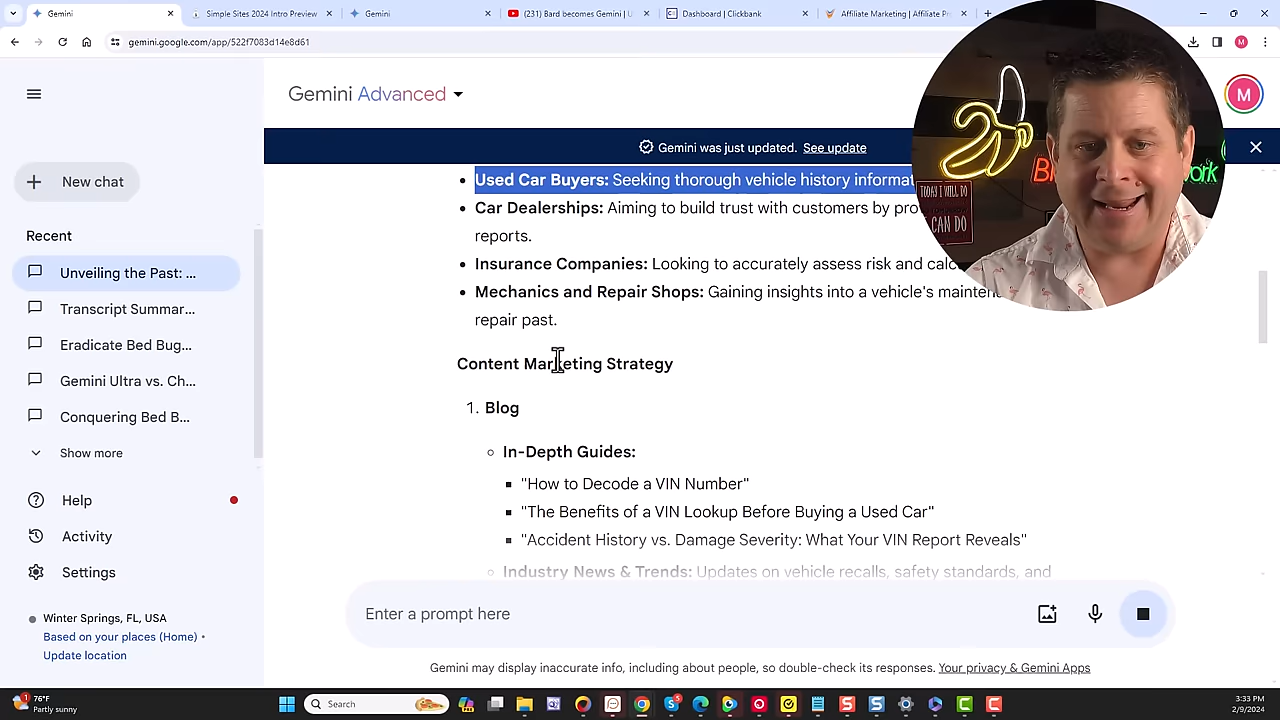 Gemini
Simple Sites 2024 Intro Preview
Gemini
(231) Bard becomes Gemini | U
Dashboard | Clickbank
Affiliate Marketing | Affiliate Pr
gemini.google.com/app/522f7083d14e8d61
M
Gemini Advanced
M
Gemini was just updated. See update
New chat
Recent
Unveiling the Past: ...
Transcript Summar...
Eradicate Bed Bug...
Gemini Ultra vs. Ch...
Conquering Bed B...
Show more
Help
Activity
Settings
Winter Springs, FL, USA
Based on your places (Home) •
Update location
Used Car Buyers: Seeking thorough vehicle history informat
Car Dealerships: Aiming to build trust with customers by pro
reports.
Insurance Companies: Looking to accurately assess risk and calc
Mechanics and Repair Shops: Gaining insights into a vehicle's mainten
repair past.
Content Marketing Strategy
1. Blog
In-Depth Guides:
"How to Decode a VIN Number"
"The Benefits of a VIN Lookup Before Buying a Used Car"
"Accident History vs. Damage Severity: What Your VIN Report Reveals"
Industry News & Trends: Updates on vehicle recalls, safety standards, and
TODAY I WILL DO
CAN DO
Bl
ork
Enter a prompt here
Gemini may display inaccurate info, including about people, so double-check its responses. Your privacy & Gemini Apps
1
76°F
Partly sunny
Search
3:33 PM
2/9/2024